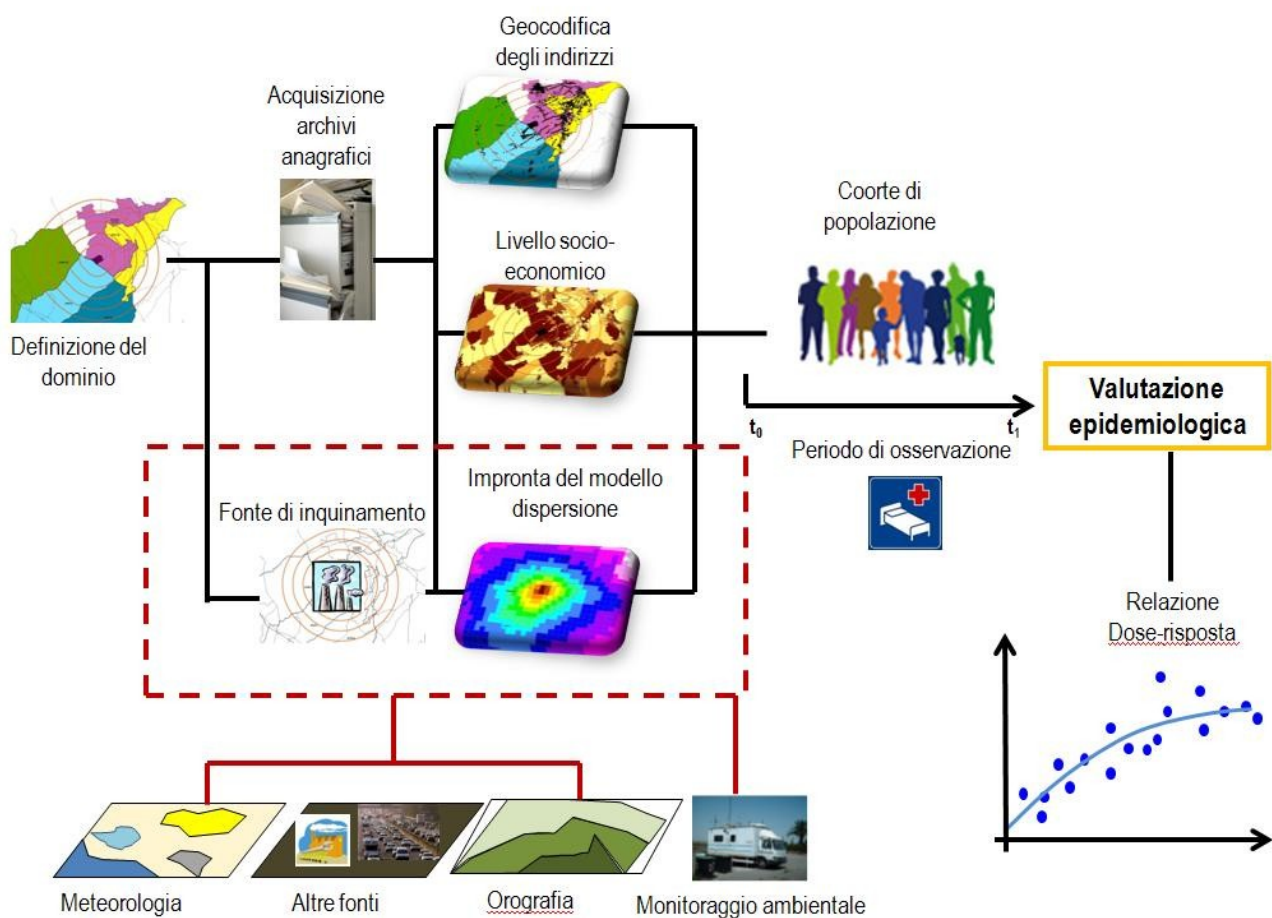 Geocodifica
degli indirizzi
Acquisizione
archivi
anagrafici
Coorte di
popolazione
Livello socio-
economico
Definizione del
dominio
Valutazione
epidemiologica
t0
t1
Periodo di osservazione
Impronta del modello
dispersione
Fonte di inquinamento
Relazione
Dose-risposta
Meteorologia
Altre fonti
Orografia
Monitoraggio ambientale